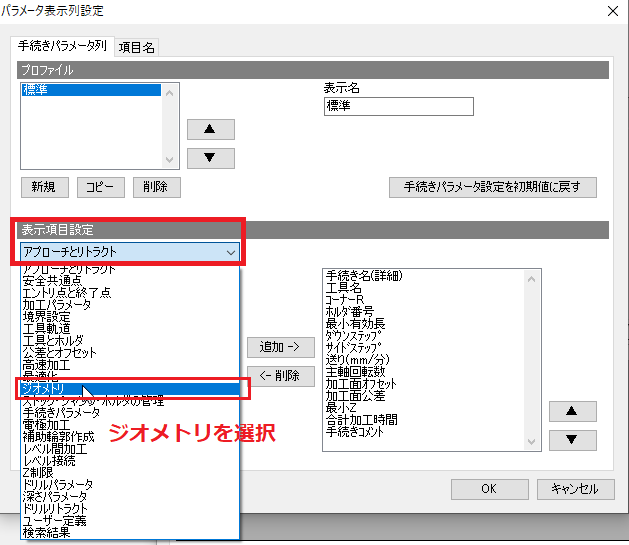 パラメータ表示列設定
手続きパラメータ列 項目名
プロファイル
標準
表示名
標準
▲
▼
新規 コピー 削除
手続きパラメータ設定を初期値に戻す
表示項目設定
アプローチとリトラクト
アプローチとリトラクト
安全共通点
エントリ点と終了点
加工パラメータ
境界設定
工具軌道
工具とホルダ
公差とオフセット
高速加工
最適化
ジオメトリ
ストック・シャンク・ホルダの管理
手続きパラメータ
電極加工
補助輪郭作成
レベル間加工
レベル接続
Z制限
ドリルパラメータ
深さパラメータ
ドリルリトラクト
ユーザー定義
検索結果
ジオメトリを選択
追加 ->
<- 削除
手続き名(詳細)
工具名
コーナーR
ホルダ番号
最小有効長
ダウンステップ
サイドステップ
送り(mm/分)
主軸回転数
加工面オフセット
加工面公差
最小Z
合計加工時間
手続きコメント
▲
▼
OK キャンセル